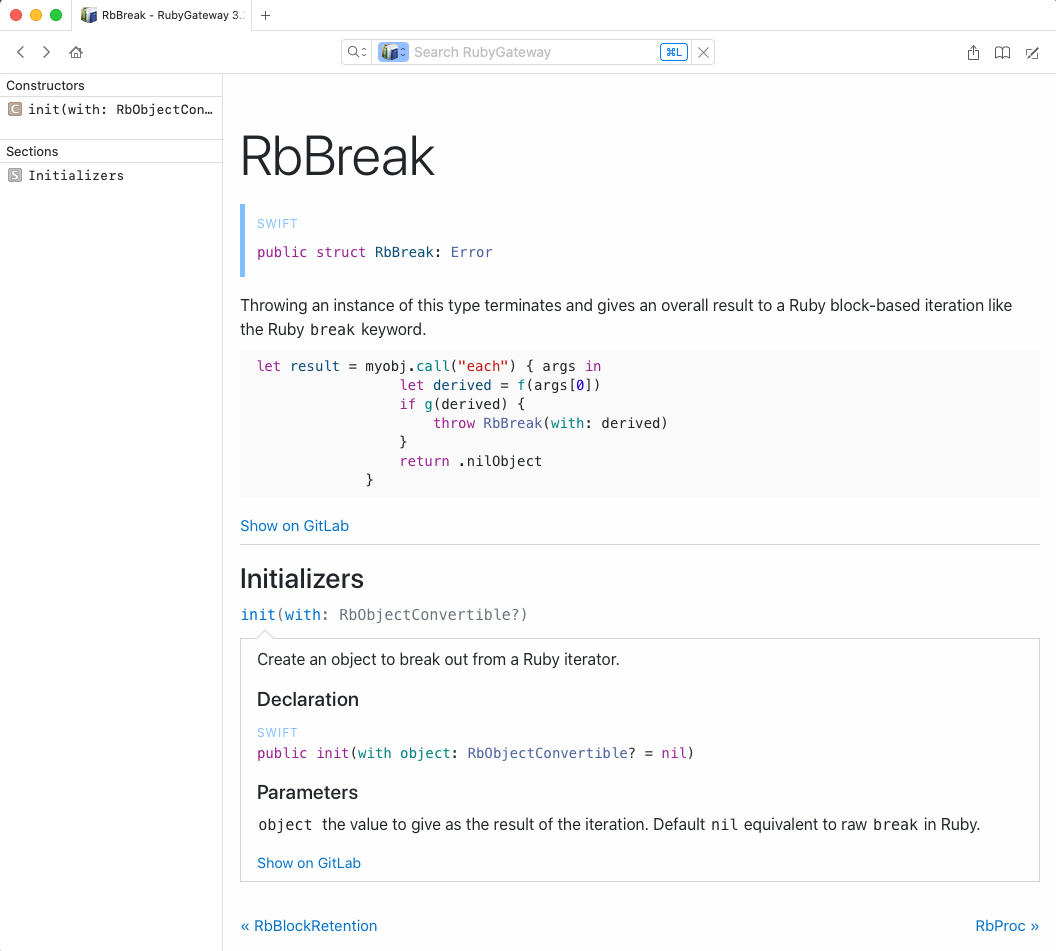 RbBreak - RubyGateway 3.
Search RubyGateway
⌘L
Constructors
C init(with: RbObjectCon…
Sections
S Initializers
RbBreak
SWIFT
public struct RbBreak: Error
Throwing an instance of this type terminates and gives an overall result to a Ruby block-based iteration like
the Ruby break keyword.
let result = myobj.call("each") { args in
let derived = f(args[0])
if g(derived) {
throw RbBreak(with: derived)
}
return .nilObject
}
Show on GitLab
Initializers
init(with: RbObjectConvertible?)
Create an object to break out from a Ruby iterator.
Declaration
SWIFT
public init(with object: RbObjectConvertible? = nil)
Parameters
object the value to give as the result of the iteration. Default nil equivalent to raw break in Ruby.
Show on GitLab
« RbBlockRetention
RbProc »